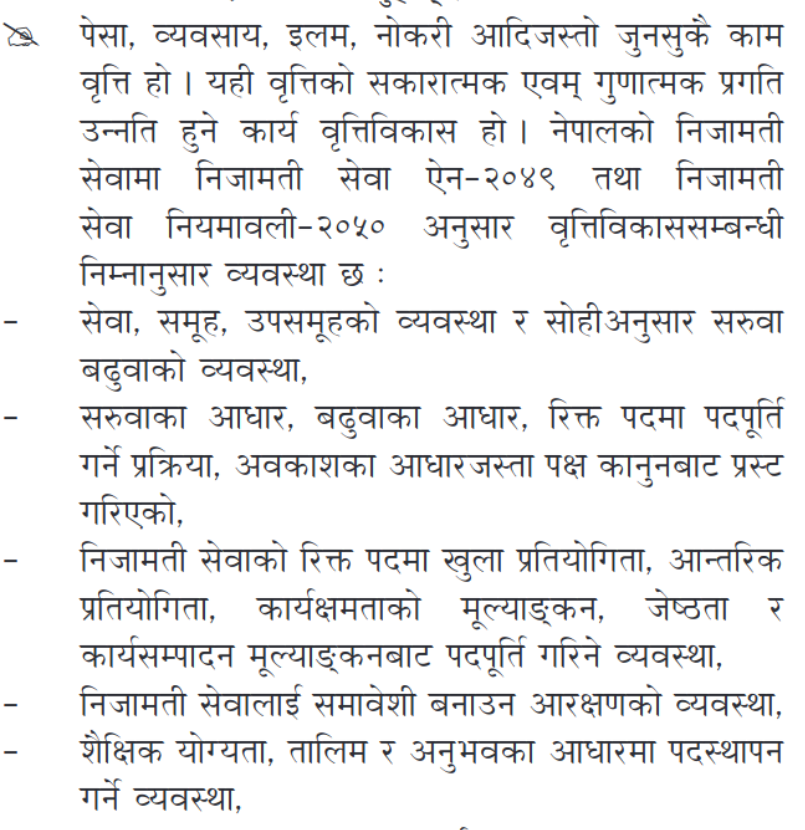 पेसा, व्यवसाय, इलम, नोकरी आदिजस्तो जुनसुकै काम
वृत्ति हो । यही वृत्तिको सकारात्मक एवम् गुणात्मक प्रगति
उन्नति हुने कार्य वृत्तिविकास हो । नेपालको निजामती
सेवामा निजामती सेवा ऐन–२०४९ तथा निजामती
सेवा नियमावली–२०५० अनुसार वृत्तिविकाससम्बन्धी
निम्नानुसार व्यवस्था छ :
– सेवा, समूह, उपसमूहको व्यवस्था र सोहीअनुसार सरुवा
बढुवाको व्यवस्था,
– सरुवाका आधार, बढुवाका आधार, रिक्त पदमा पदपूर्ति
गर्ने प्रक्रिया, अवकाशका आधारजस्ता पक्ष कानुनबाट प्रस्ट
गरिएको,
– निजामती सेवाको रिक्त पदमा खुला प्रतियोगिता, आन्तरिक
प्रतियोगिता, कार्यक्षमताको मूल्याङ्कन, जेष्ठता र
कार्यसम्पादन मूल्याङ्कनबाट पदपूर्ति गरिने व्यवस्था,
– निजामती सेवालाई समावेशी बनाउन आरक्षणको व्यवस्था,
– शैक्षिक योग्यता, तालिम र अनुभवका आधारमा पदस्थापन
गर्ने व्यवस्था,